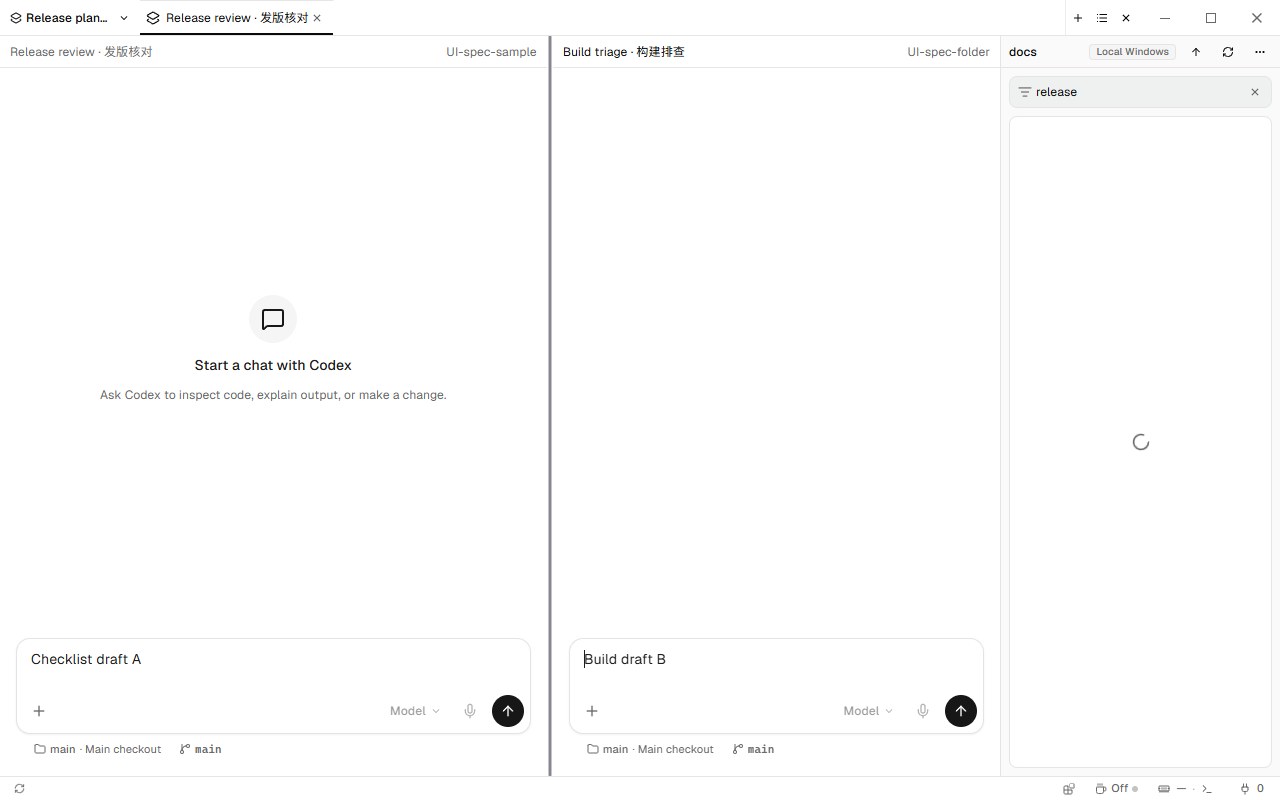 Release plan...
Release review · 发版核对
Release review · 发版核对
UI-spec-sample
Build triage · 构建排查
UI-spec-folder
docs
Local Windows
release
Start a chat with Codex
Ask Codex to inspect code, explain output, or make a change.
Checklist draft A
Model
main · Main checkout
main
Build draft B
Model
main · Main checkout
main
Off
0